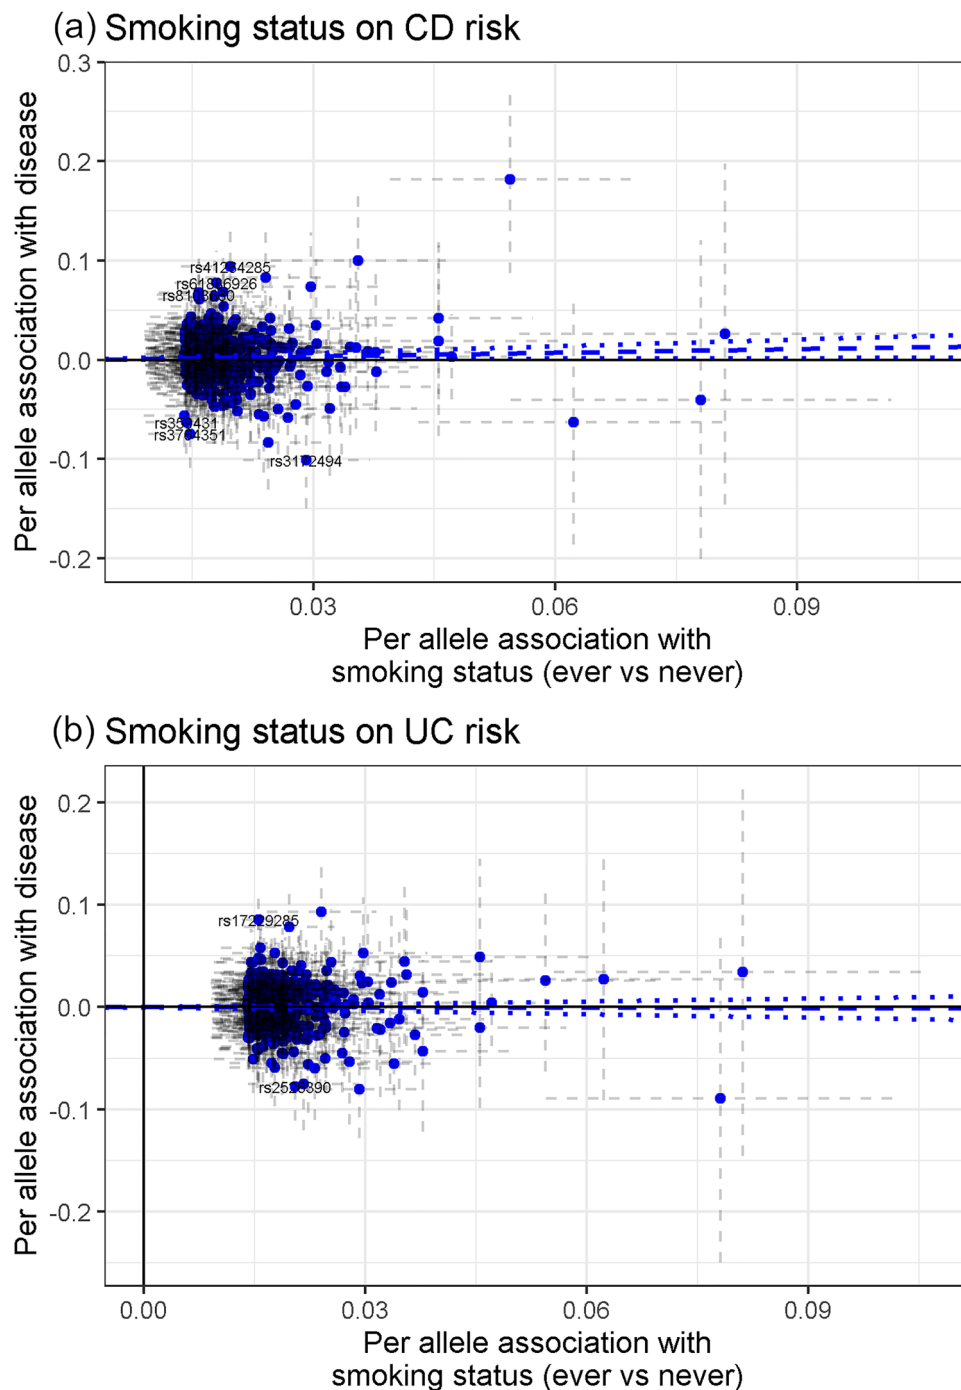 (a) Smoking status on CD risk
Per allele association with disease
0.3
0.2
0.1
0.0
-0.1
-0.2
rs41284285
rs3172494
0.03
0.06
0.09
Per allele association with
smoking status (ever vs never)
(b) Smoking status on UC risk
Per allele association with disease
0.2
0.1
0.0
-0.1
-0.2
rs17229285
0.00
0.03
0.06
0.09
Per allele association with
smoking status (ever vs never)